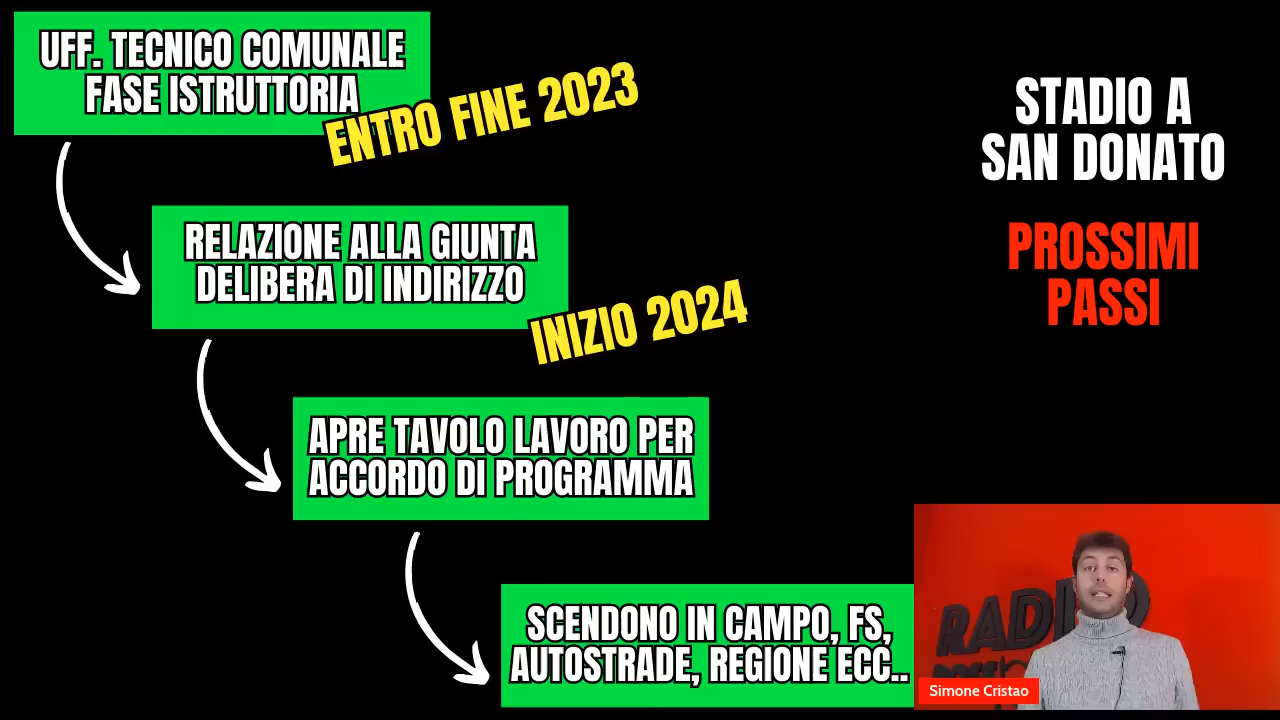 UFF. TECNICO COMUNALE
FASE ISTRUTTORIA
ENTRO FINE 2023
RELAZIONE ALLA GIUNTA
DELIBERA DI INDIRIZZO
INIZIO 2024
APRE TAVOLO LAVORO PER
ACCORDO DI PROGRAMMA
SCENDONO IN CAMPO, FS,
AUTOSTRADE, REGIONE ECC..
STADIO A
SAN DONATO
PROSSIMI
PASSI
RADIO
Simone Cristao